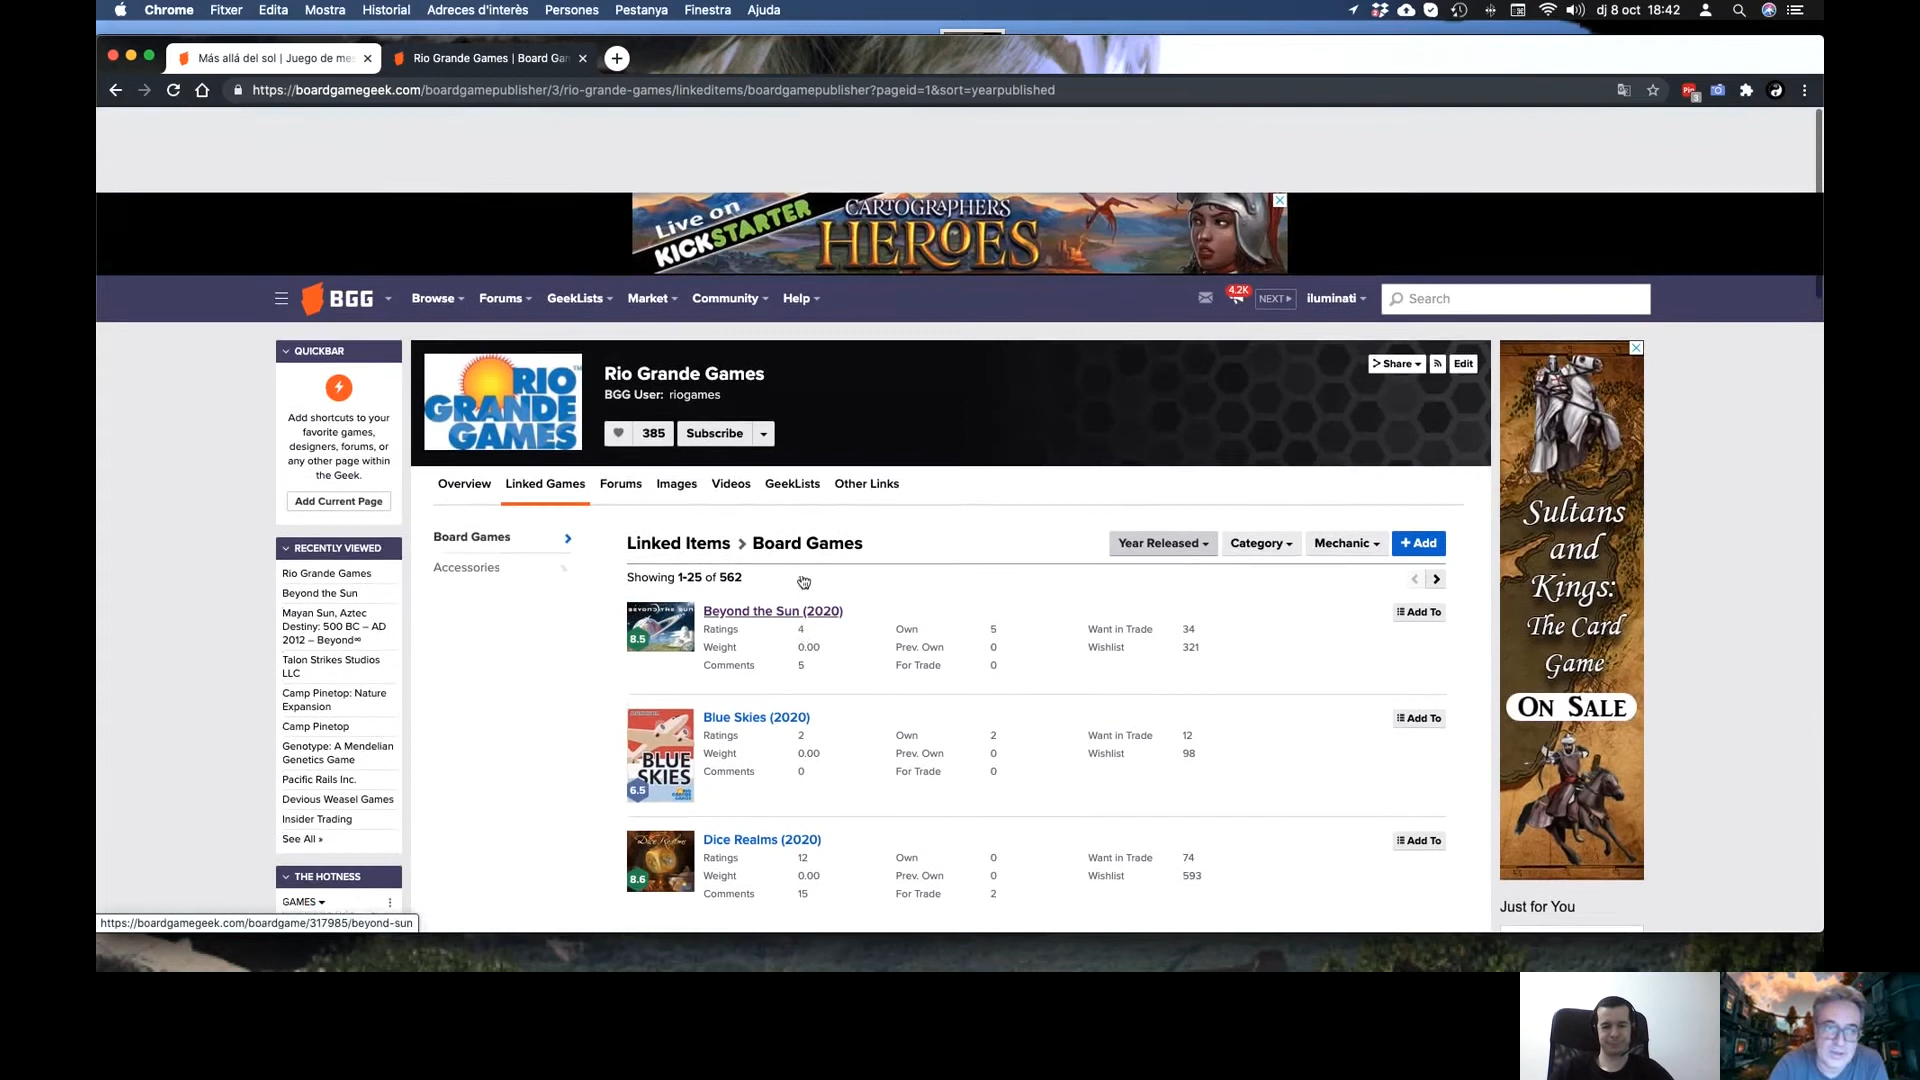 Chrome Fitxer Edita Mostra Historial Adreces d'interès Persones Pestanya Finestra Ajuda
dj 8 oct 18:42
Más allá del sol | Juego de mes
Rio Grande Games | Board Gam
https://boardgamegeek.com/boardgamepublisher/3/rio-grande-games/linkeditems/boardgamepublisher?pageid=1&sort=yearpublished
Live on
KICKSTARTER
CARTOGRAPHERS
HEROES
BGG Browse Forums GeekLists Market Community Help
4.2K
NEXT
iluminati
Search
QUICKBAR
Add shortcuts to your
favorite games,
designers, forums, or
any other page within
the Geek.
Add Current Page
RECENTLY VIEWED
Rio Grande Games
Beyond the Sun
Mayan Sun, Aztec
Destiny: 500 BC – AD
2012 – Beyond∞
Talon Strikes Studios
LLC
Camp Pinetop: Nature
Expansion
Camp Pinetop
Genotype: A Mendelian
Genetics Game
Pacific Rails Inc.
Devious Weasel Games
Insider Trading
See All »
THE HOTNESS
GAMES
https://boardgamegeek.com/boardgame/317985/beyond-sun
RIO
GRANDE
GAMES
TM
Rio Grande Games
BGG User: riogames
385 Subscribe
Share Edit
Overview Linked Games Forums Images Videos GeekLists Other Links
Board Games
Accessories
Linked Items > Board Games
Year Released Category Mechanic + Add
Showing 1-25 of 562
BEYOND THE SUN
8.5
Beyond the Sun (2020)
Add To
Ratings 4 Own 5 Want in Trade 34
Weight 0.00 Prev. Own 0 Wishlist 321
Comments 5 For Trade 0
BLUE
SKIES
6.5
Blue Skies (2020)
Add To
Ratings 2 Own 2 Want in Trade 12
Weight 0.00 Prev. Own 0 Wishlist 98
Comments 0 For Trade 0
Dice Realms
8.6
Dice Realms (2020)
Add To
Ratings 12 Own 0 Want in Trade 74
Weight 0.00 Prev. Own 0 Wishlist 593
Comments 15 For Trade 2
Sultans
and
Kings:
The Card
Game
ON SALE
Just for You